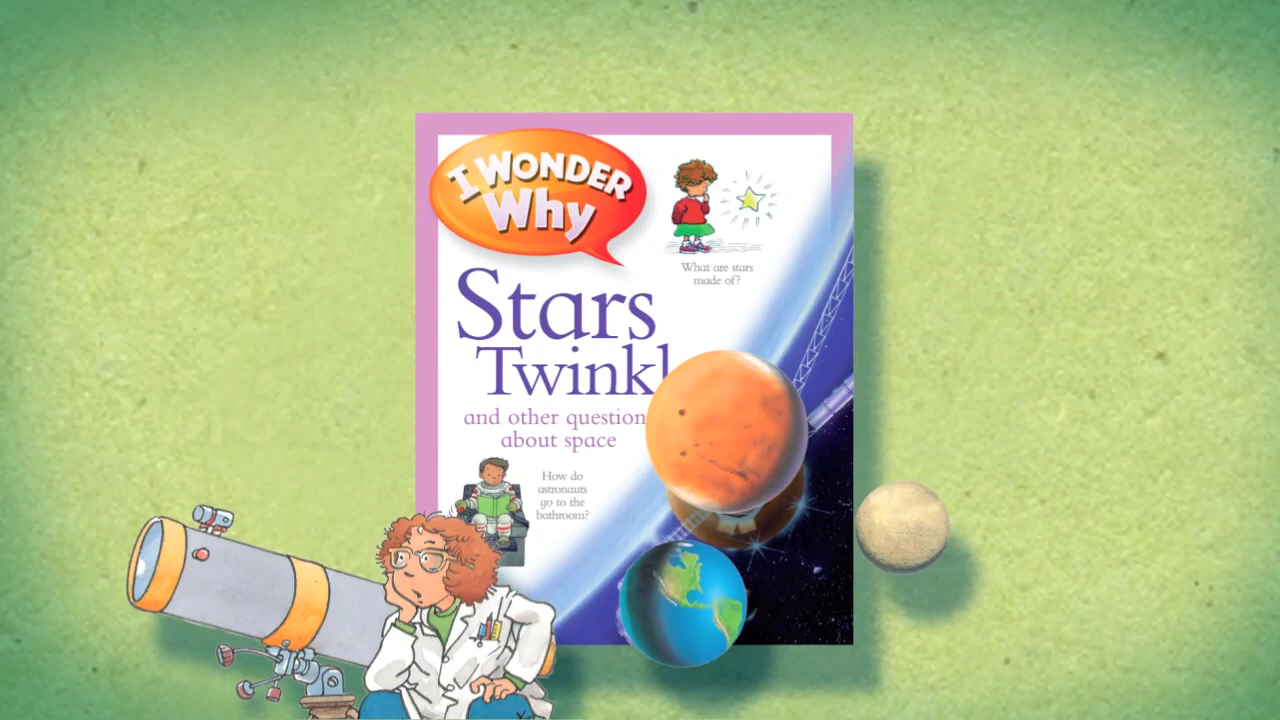 I WONDER
Why
Stars
Twinkl
and other question
about space
What are stars
made of?
How do
astronauts
go to the
bathroom?